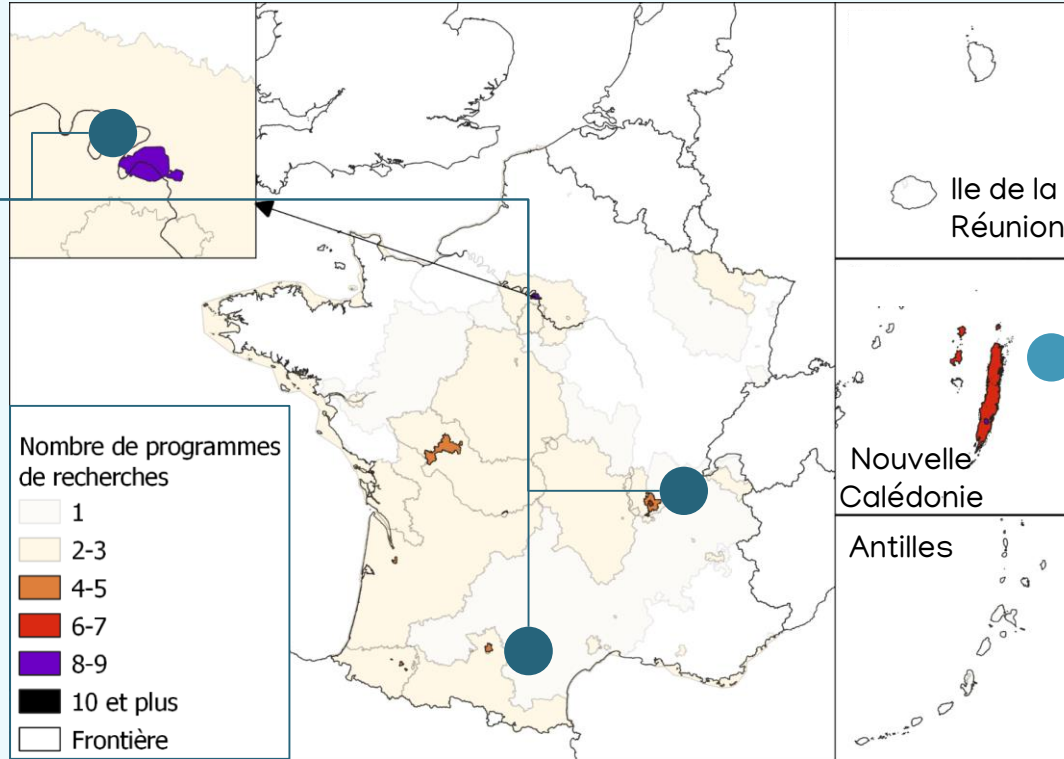 Nombre de programmes
de recherches
1
2-3
4-5
6-7
8-9
10 et plus
Frontière
Ile de la
Réunion
Nouvelle
Calédonie
Antilles